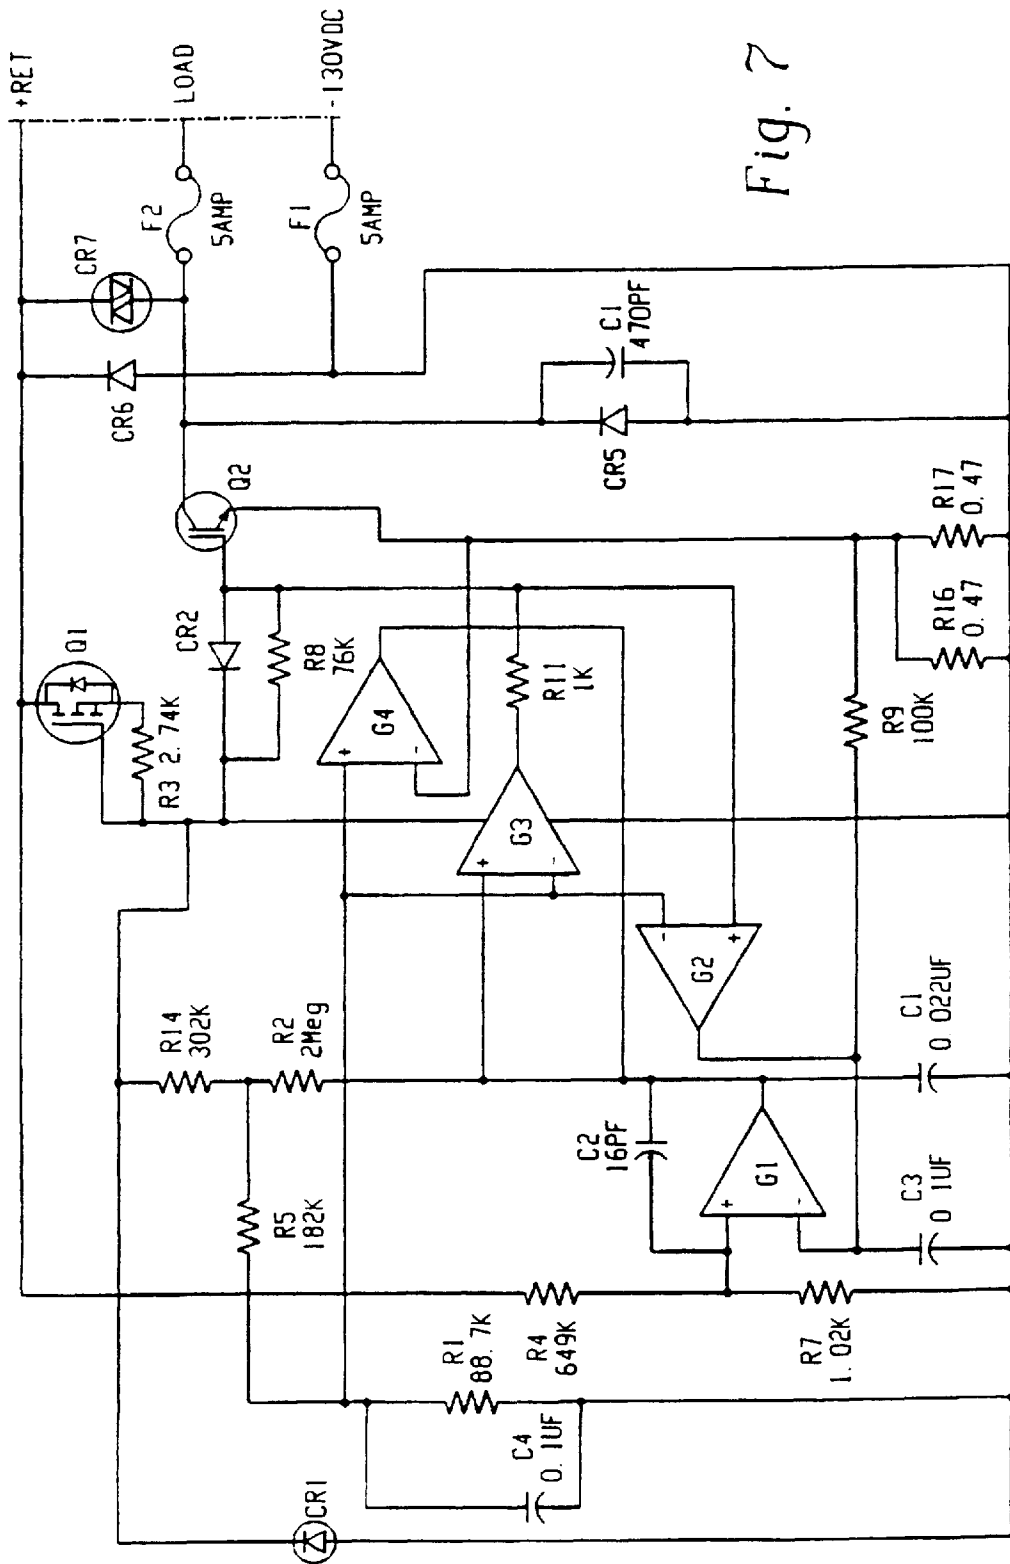 +RET
LOAD
-130VDC
F2
5AMP
F1
5AMP
CR7
CR6
Q2
Q1
CR2
R8
76K
R3 2.74K
G4
+
-
R11
1K
G3
+
-
C1
470PF
CR5
R17
0.47
R16
0.47
R9
100K
G2
-
+
R14
302K
R2
2Meg
R5
182K
C2
16PF
G1
+
-
C1
0.022UF
C3
0.1UF
R4
649K
R7
1.02K
R1
88.7K
C4
0.1UF
CR1
Fig. 7